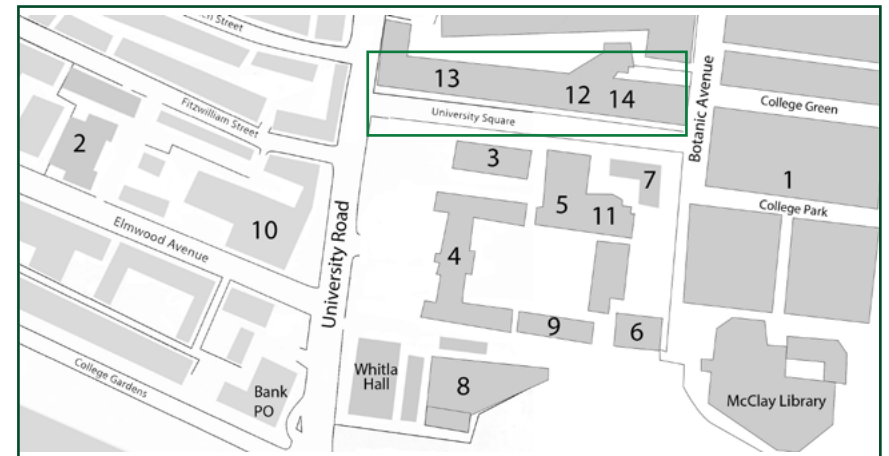 Street
Fitzwilliam Street
2
Elmwood Avenue
10
University Road
College Gardens
Bank
PO
13
12
14
University Square
3
5
11
7
4
9
6
Whitla
Hall
8
Botanic Avenue
College Green
1
College Park
McClay Library